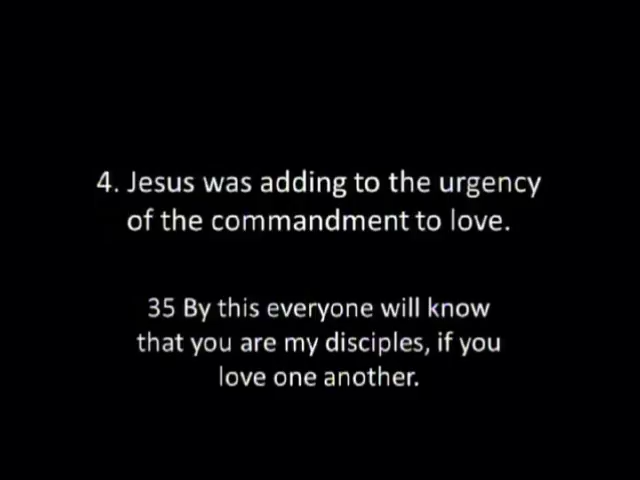 4. Jesus was adding to the urgency
of the commandment to love.
35 By this everyone will know
that you are my disciples, if you
love one another.